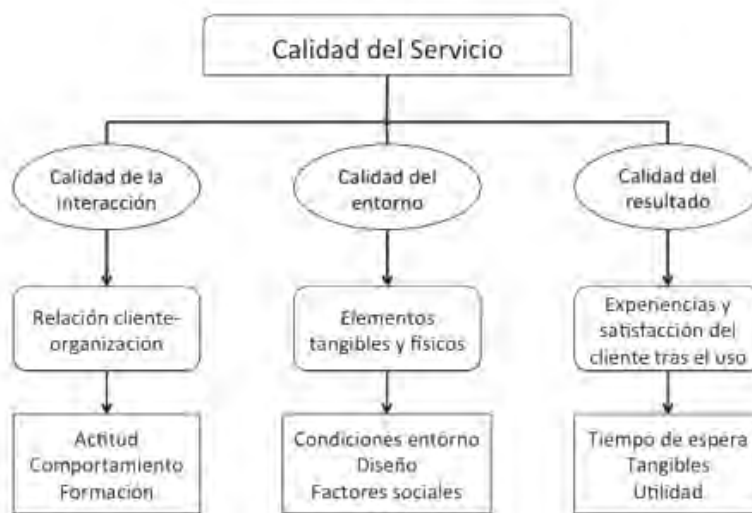 Calidad del Servicio
Calidad de la
interacción
Calidad del
entorno
Calidad del
resultado
Relación cliente-
organización
Elementos
tangibles y físicos
Experiencias y
satisfacción del
cliente tras el uso
Actitud
Comportamiento
Formación
Condiciones entorno
Diseño
Factores sociales
Tiempo de espera
Tangibles
Utilidad